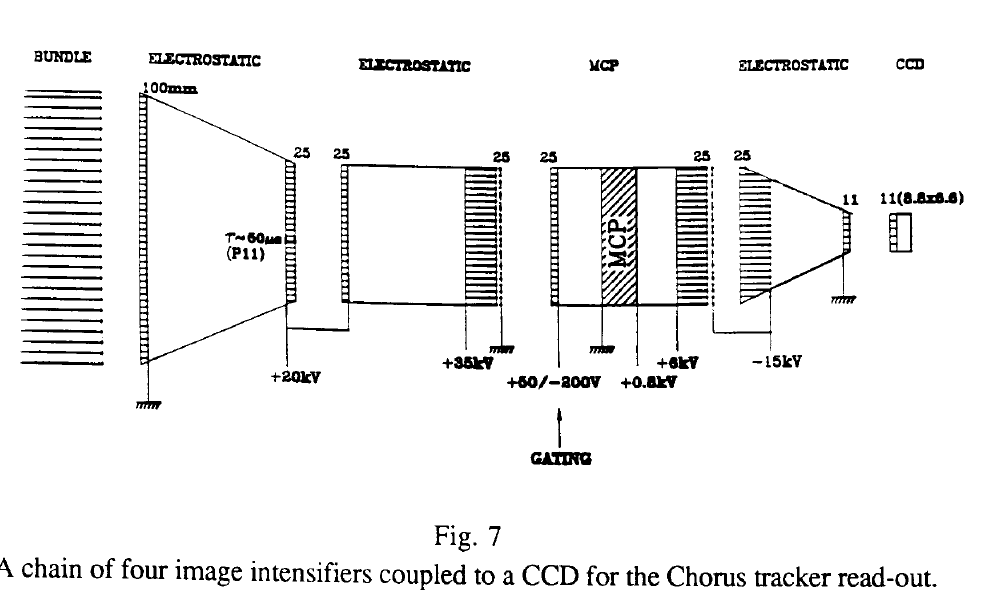 BUNDLE
ELECTROSTATIC
ELECTROSTATIC
MCP
ELECTROSTATIC
CCD
100mm
25
25
25
25
25
25
11
11(8.8x6.6)
τ~60µs
(P11)
MCP
+20kV
+35kV
+50/-200V
+0.8kV
+6kV
-15kV
GATING
Fig. 7
A chain of four image intensifiers coupled to a CCD for the Chorus tracker read-out.